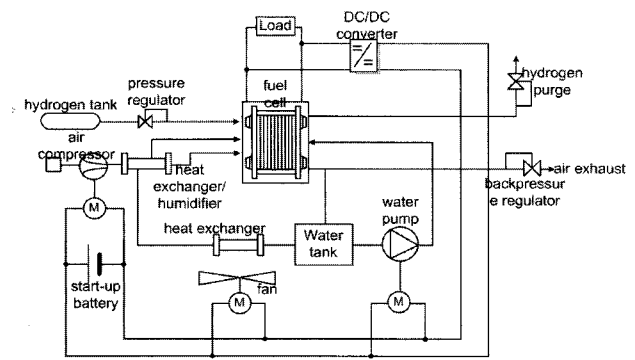 Load
DC/DC
converter
pressure
regulator
fuel
cell
hydrogen
purge
hydrogen tank
air
compressor
heat
exchanger/
humidifier
air exhaust
backpressur
e regulator
M
water
pump
heat exchanger
Water
tank
start-up
battery
fan
M
M